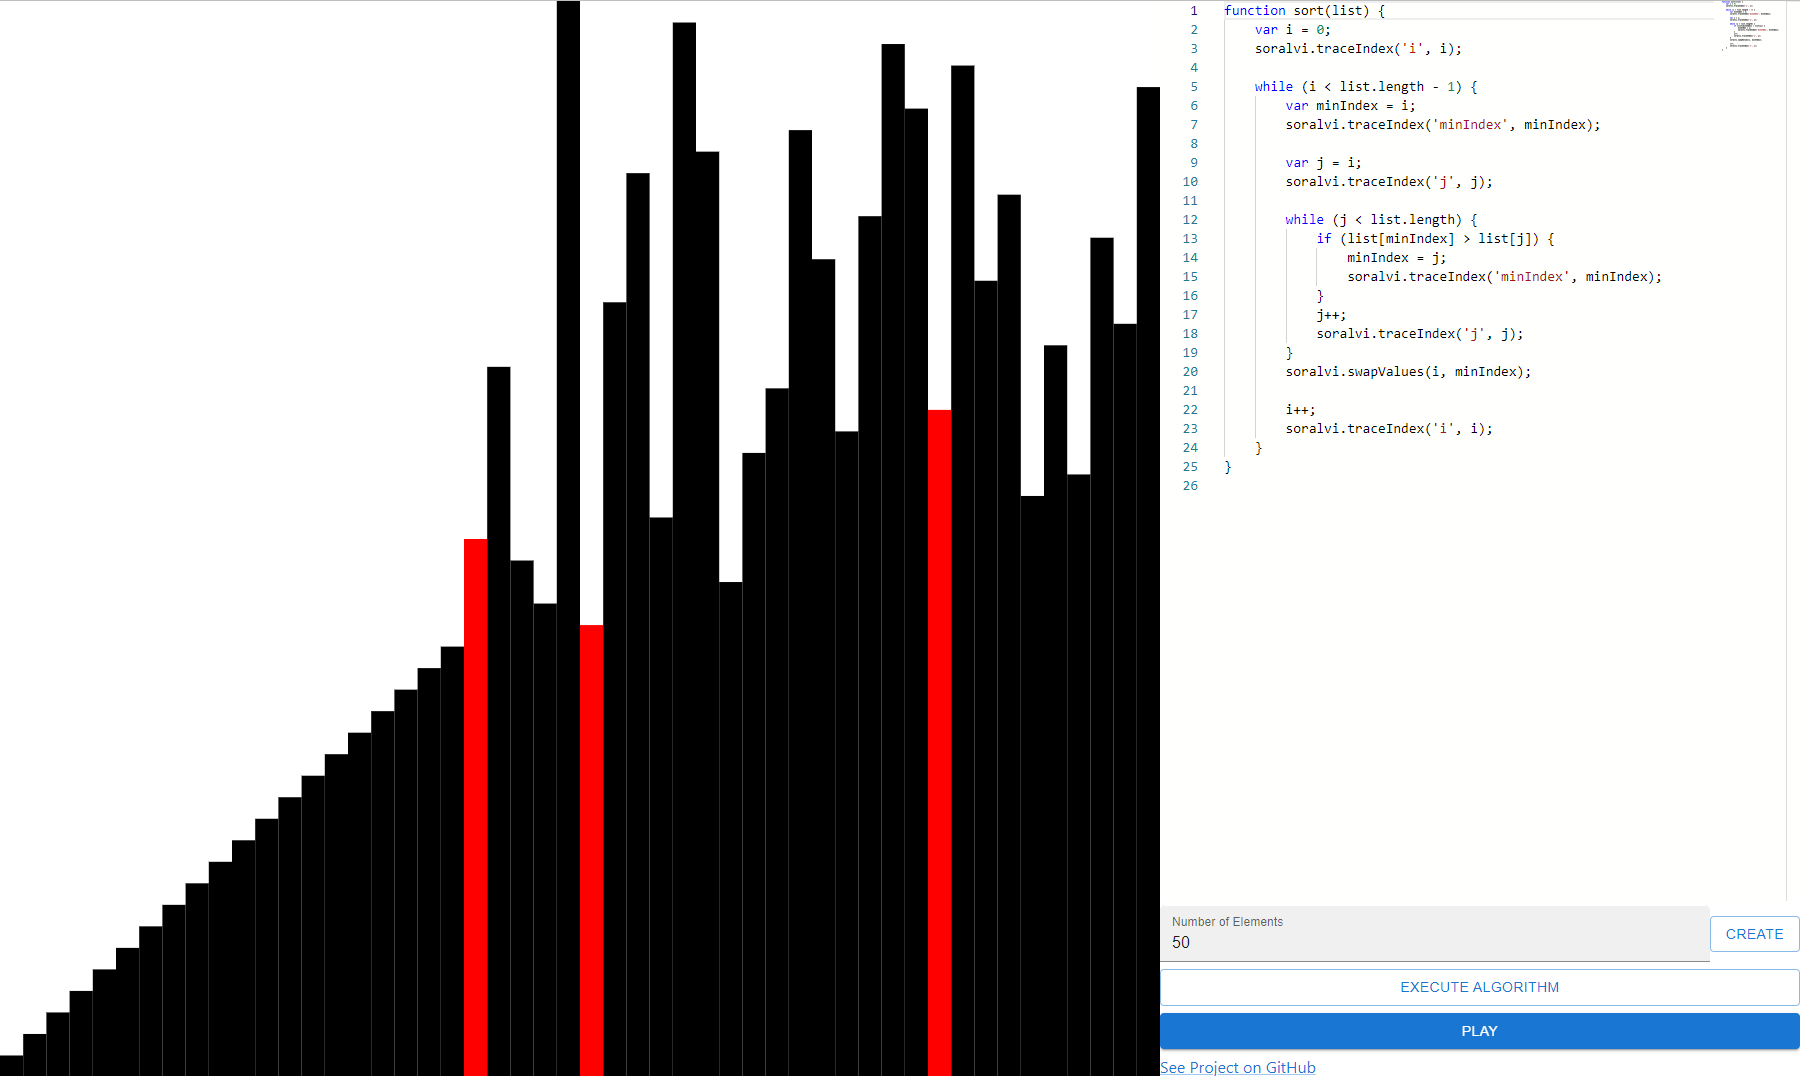 1 function sort(list) {
2 var i = 0;
3 soralvi.traceIndex('i', i);
4
5 while (i < list.length - 1) {
6 var minIndex = i;
7 soralvi.traceIndex('minIndex', minIndex);
8
9 var j = i;
10 soralvi.traceIndex('j', j);
11
12 while (j < list.length) {
13 if (list[minIndex] > list[j]) {
14 minIndex = j;
15 soralvi.traceIndex('minIndex', minIndex);
16 }
17 j++;
18 soralvi.traceIndex('j', j);
19 }
20 soralvi.swapValues(i, minIndex);
21
22 i++;
23 soralvi.traceIndex('i', i);
24 }
25 }
26
Number of Elements
50
CREATE
EXECUTE ALGORITHM
PLAY
See Project on GitHub